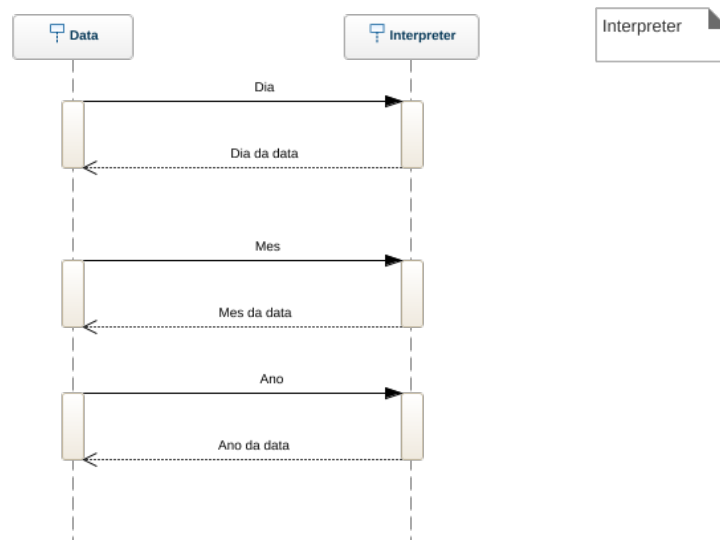 Data
Interpreter
Interpreter
Dia
Dia da data
Mes
Mes da data
Ano
Ano da data